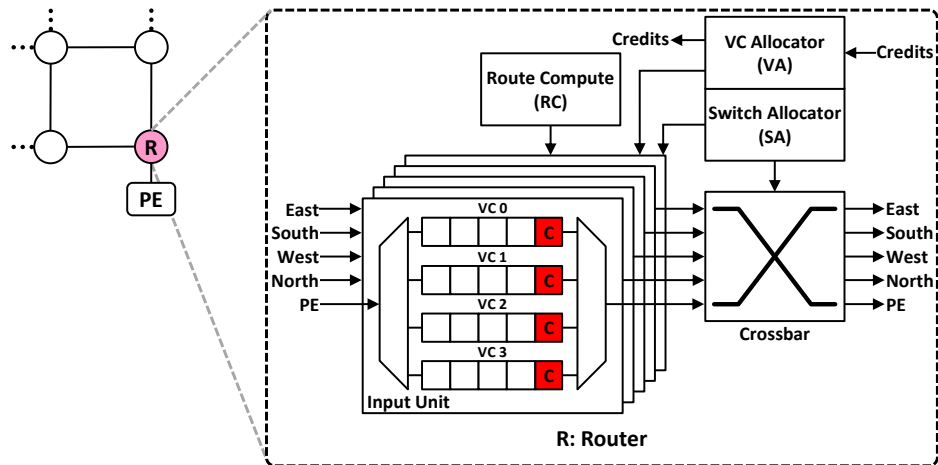 R
PE
Credits
VC Allocator
(VA)
Credits
Route Compute
(RC)
Switch Allocator
(SA)
East
South
West
North
PE
VC 0
C
VC 1
C
VC 2
C
VC 3
C
Input Unit
East
South
West
North
PE
Crossbar
R: Router